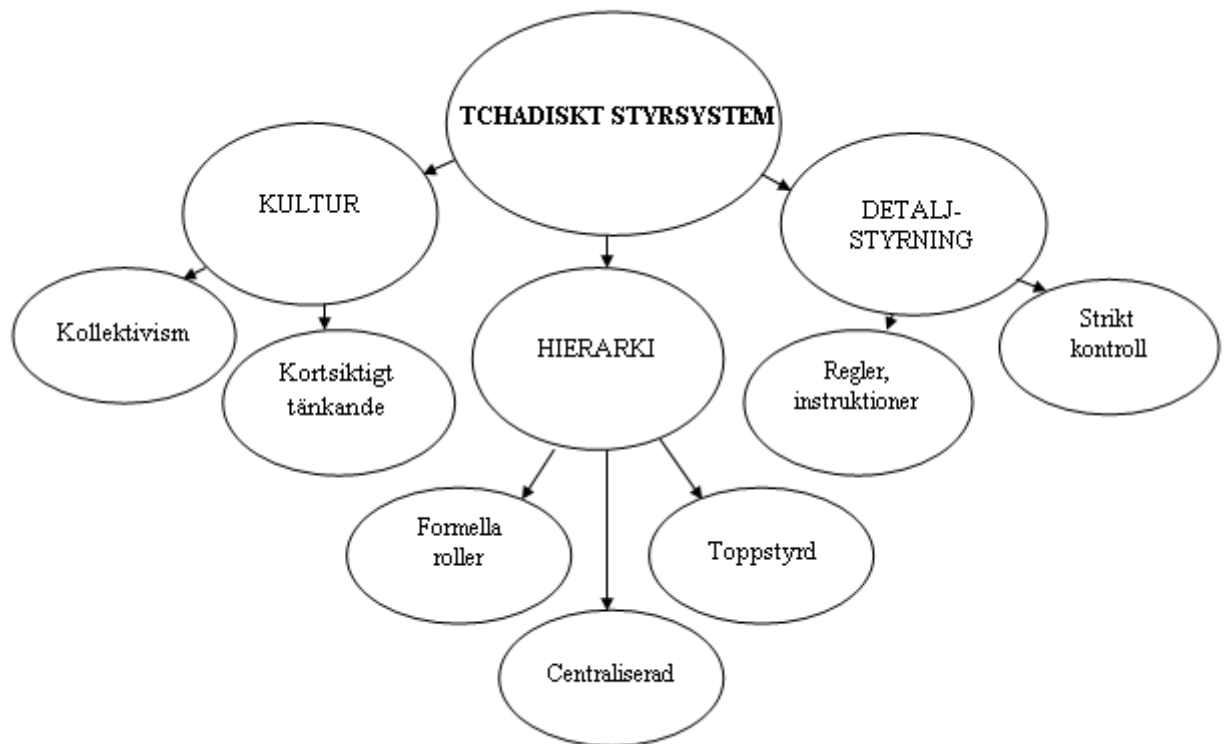 TCHADISKT STYRSYSTEM
KULTUR
DETALJ-
STYRNING
Kollektivism
Kortsiktigt
tänkande
HIERARKI
Regler,
instruktioner
Strikt
kontroll
Formella
roller
Toppstyrd
Centraliserad